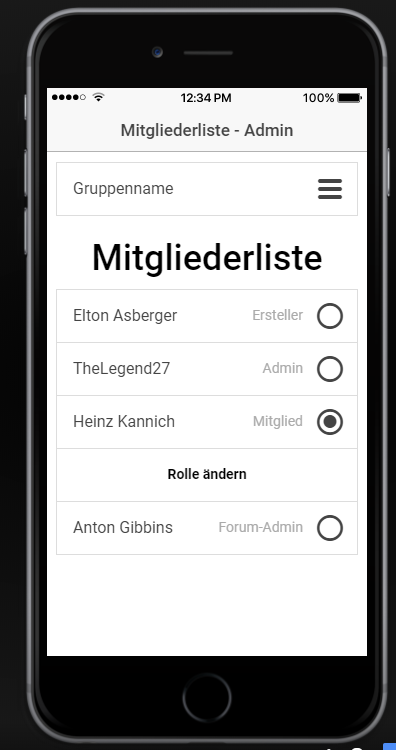 12:34 PM 100%
Mitgliederliste - Admin
Gruppenname
Mitgliederliste
Elton Asberger Ersteller
TheLegend27 Admin
Heinz Kannich Mitglied
Rolle ändern
Anton Gibbins Forum-Admin